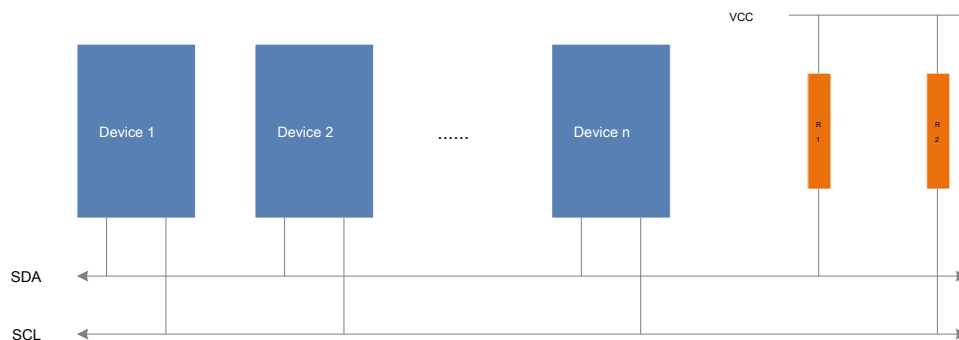 VCC
Device 1
Device 2
......
Device n
R
1
R
2
SDA
SCL